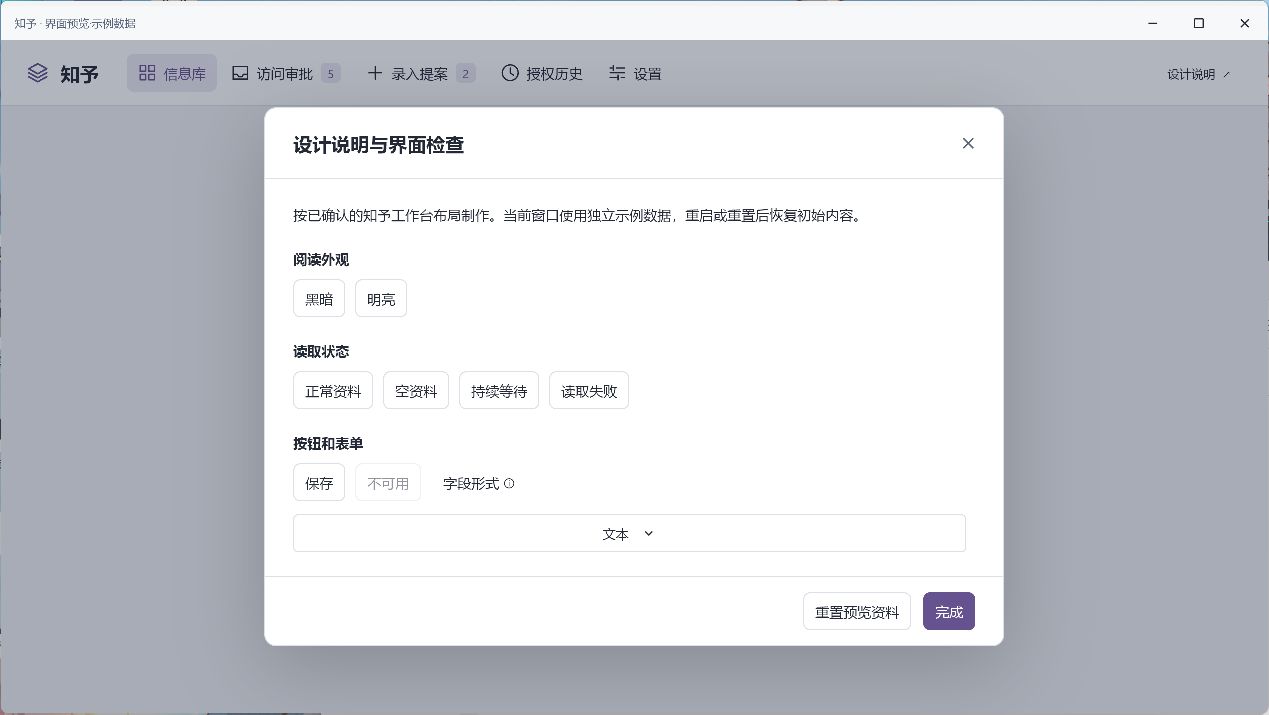 知予 · 界面预览·示例数据
知予 信息库 访问审批 5 录入提案 2 授权历史 设置 设计说明
设计说明与界面检查
按已确认的知予工作台布局制作。当前窗口使用独立示例数据，重启或重置后恢复初始内容。
阅读外观
黑暗 明亮
读取状态
正常资料 空资料 持续等待 读取失败
按钮和表单
保存 不可用 字段形式
文本
重置预览资料 完成